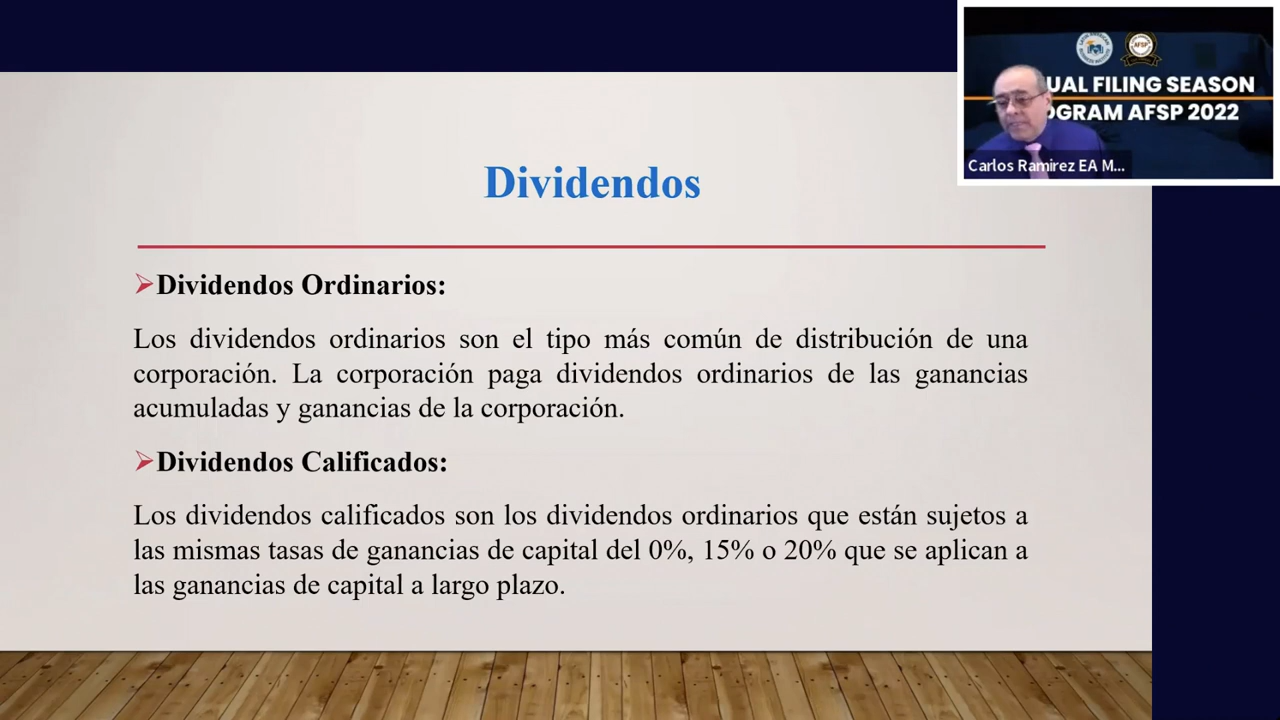 Dividendos
Dividendos Ordinarios:
Los dividendos ordinarios son el tipo más común de distribución de una
corporación. La corporación paga dividendos ordinarios de las ganancias
acumuladas y ganancias de la corporación.
Dividendos Calificados:
Los dividendos calificados son los dividendos ordinarios que están sujetos a
las mismas tasas de ganancias de capital del 0%, 15% o 20% que se aplican a
las ganancias de capital a largo plazo.
AFSP
UAL FILING SEASON
OGRAM AFSP 2022
Carlos Ramirez EA M...